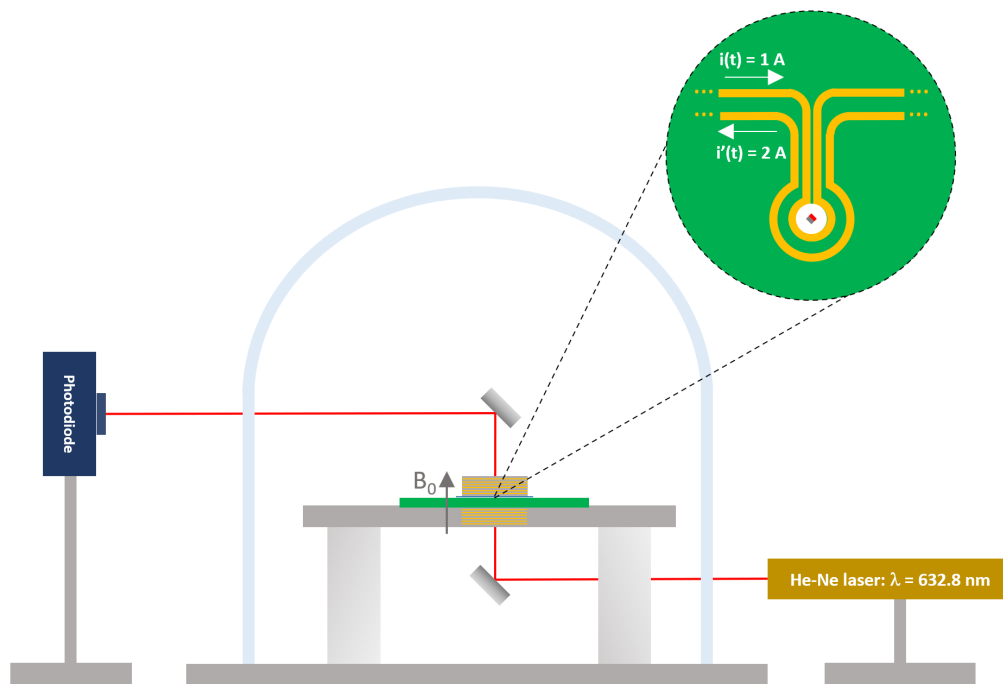 i(t) = 1 A
i’(t) = 2 A
Photodiode
B0
He-Ne laser: λ = 632.8 nm